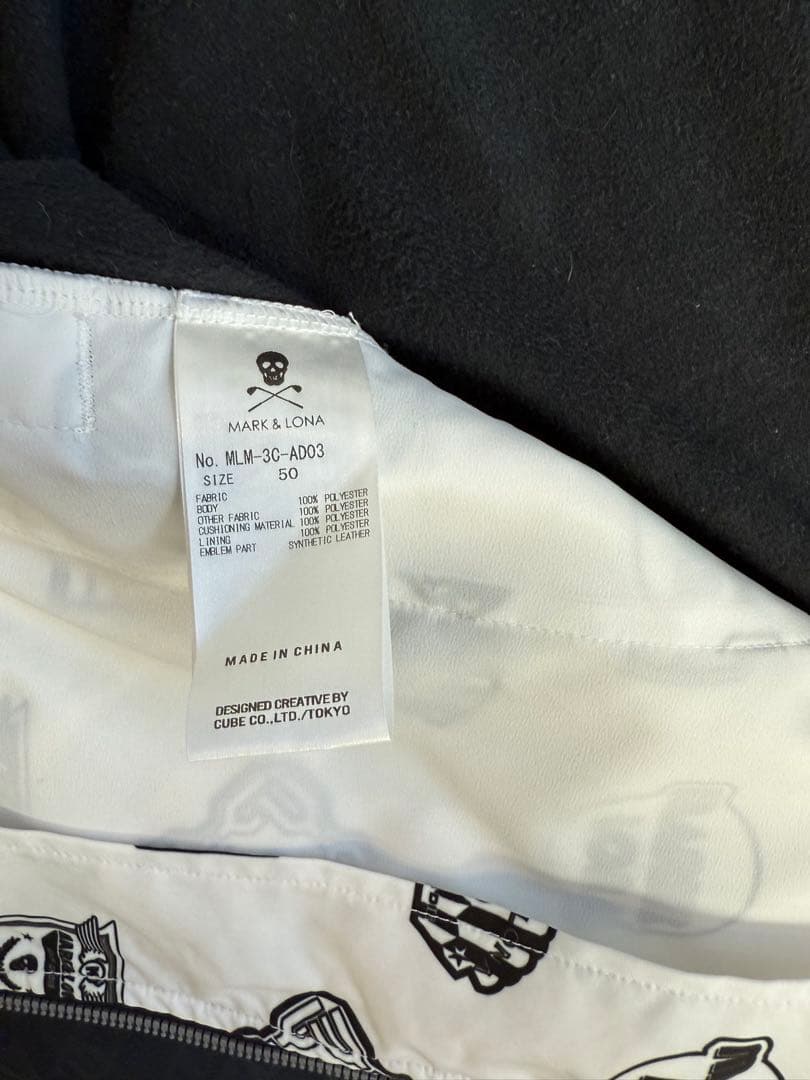 MARK & LONA
No. MLM-3C-AD03
SIZE 50
FABRIC
BODY 100% POLYESTER
OTHER FABRIC 100% POLYESTER
CUSHIONING MATERIAL 100% POLYESTER
LINING 100% POLYESTER
EMBLEM PART SYNTHETIC LEATHER
MADE IN CHINA
DESIGNED CREATIVE BY
CUBE CO.,LTD./TOKYO